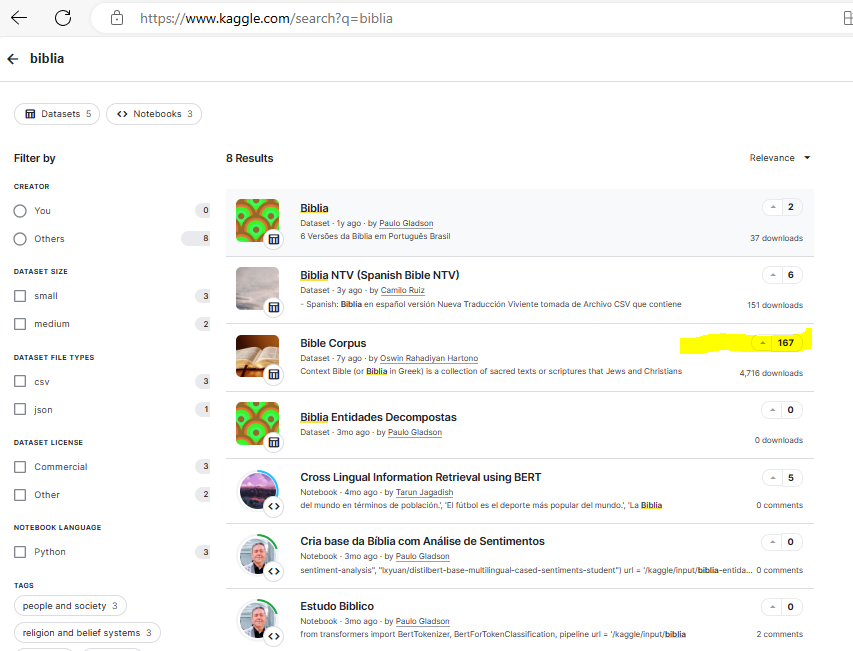 https://www.kaggle.com/search?q=biblia
biblia
Datasets 5
Notebooks 3
Filter by
8 Results
Relevance
CREATOR
You 0
Others 8
DATASET SIZE
small 3
medium 2
DATASET FILE TYPES
csv 3
json 1
DATASET LICENSE
Commercial 3
Other 2
NOTEBOOK LANGUAGE
Python 3
TAGS
people and society 3
religion and belief systems 3
Biblia
2
Dataset · 1y ago · by Paulo Gladson
6 Versões da Bíblia em Português Brasil
37 downloads
Biblia NTV (Spanish Bible NTV)
6
Dataset · 3y ago · by Camilo Ruiz
- Spanish: Biblia en español versión Nueva Traducción Viviente tomada de Archivo CSV que contiene
151 downloads
Bible Corpus
167
Dataset · 7y ago · by Oswin Rahadiyan Hartono
Context Bible (or Biblia in Greek) is a collection of sacred texts or scriptures that Jews and Christians
4,716 downloads
Biblia Entidades Decompostas
0
Dataset · 3mo ago · by Paulo Gladson
0 downloads
Cross Lingual Information Retrieval using BERT
5
Notebook · 4mo ago · by Tarun Jagadish
del mundo en términos de población.', 'El fútbol es el deporte más popular del mundo.', 'La Biblia
0 comments
Cria base da Bíblia com Análise de Sentimentos
0
Notebook · 3mo ago · by Paulo Gladson
sentiment-analysis", "lxyuan/distilbert-base-multilingual-cased-sentiments-student") url = '/kaggle/input/biblia-entida...
0 comments
Estudo Biblico
0
Notebook · 3mo ago · by Paulo Gladson
from transformers import BertTokenizer, BertForTokenClassification, pipeline url = '/kaggle/input/biblia
2 comments